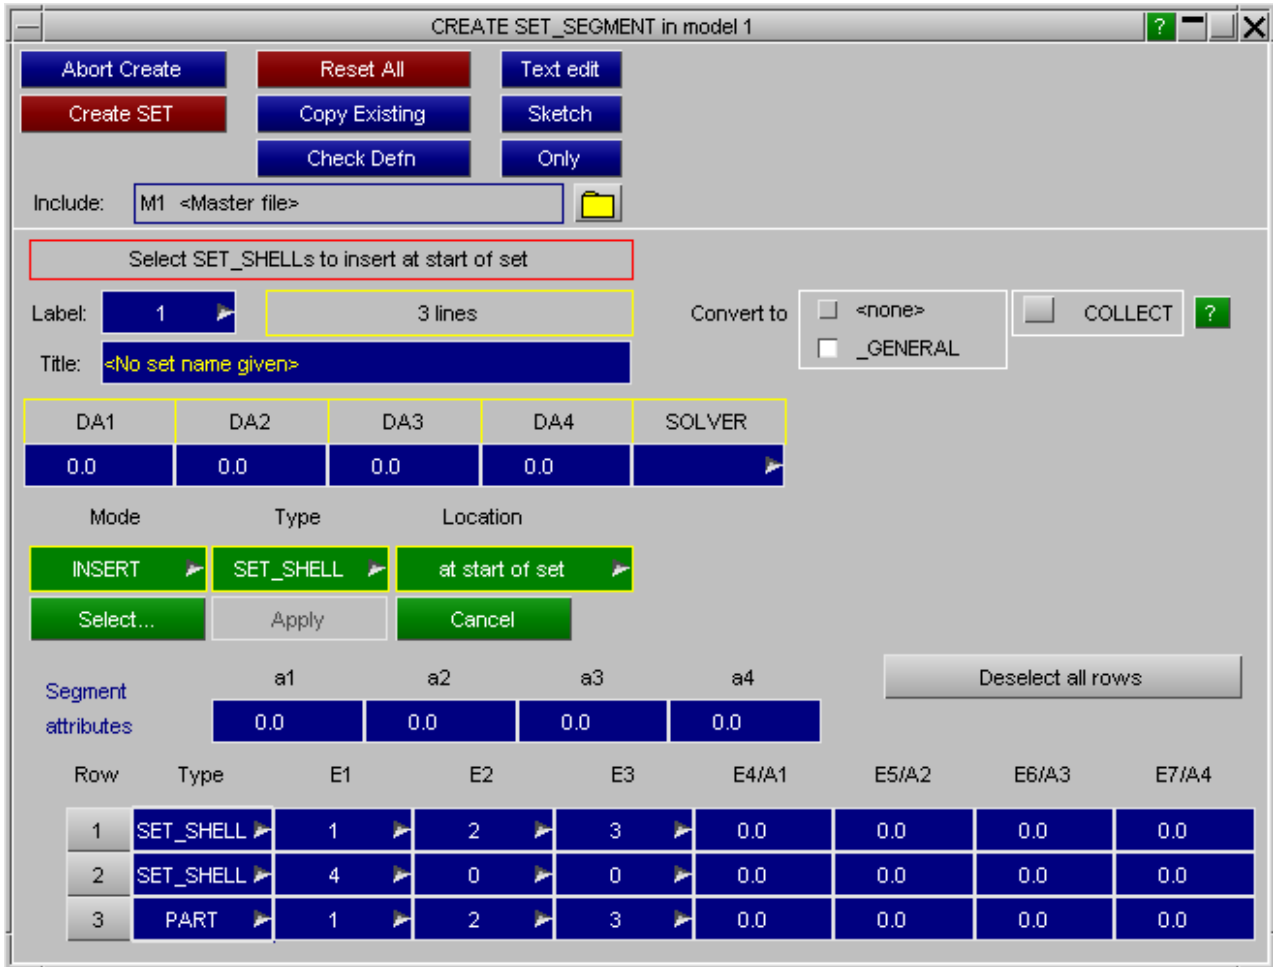 CREATE SET_SEGMENT in model 1 ?
Abort Create Reset All Text edit
Create SET Copy Existing Sketch
Check Defn Only
Include: M1 <Master file>
Select SET_SHELLs to insert at start of set
Label: 1 3 lines Convert to <none> COLLECT ?
_GENERAL
Title: <No set name given>
DA1 DA2 DA3 DA4 SOLVER
0.0 0.0 0.0 0.0
Mode Type Location
INSERT SET_SHELL at start of set
Select... Apply Cancel
Segment attributes a1 a2 a3 a4 Deselect all rows
0.0 0.0 0.0 0.0
Row Type E1 E2 E3 E4/A1 E5/A2 E6/A3 E7/A4
1 SET_SHELL 1 2 3 0.0 0.0 0.0 0.0
2 SET_SHELL 4 0 0 0.0 0.0 0.0 0.0
3 PART 1 2 3 0.0 0.0 0.0 0.0